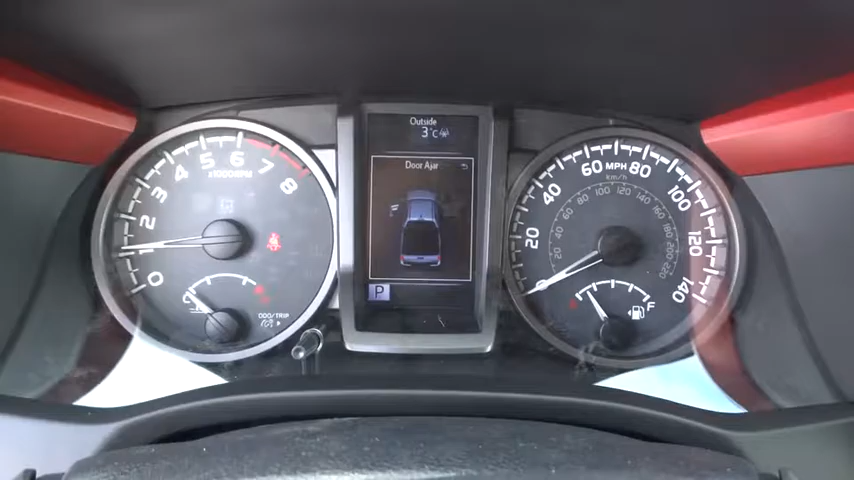 0 1 2 3 4 5 6 7 8
x1000RPM
C
ODO/TRIP
Outside
3°C
Door Ajar
P
0 20 40 60 80 100 120 140
MPH
km/h
20 40 60 80 100 120 140 160 180 200 220
E F